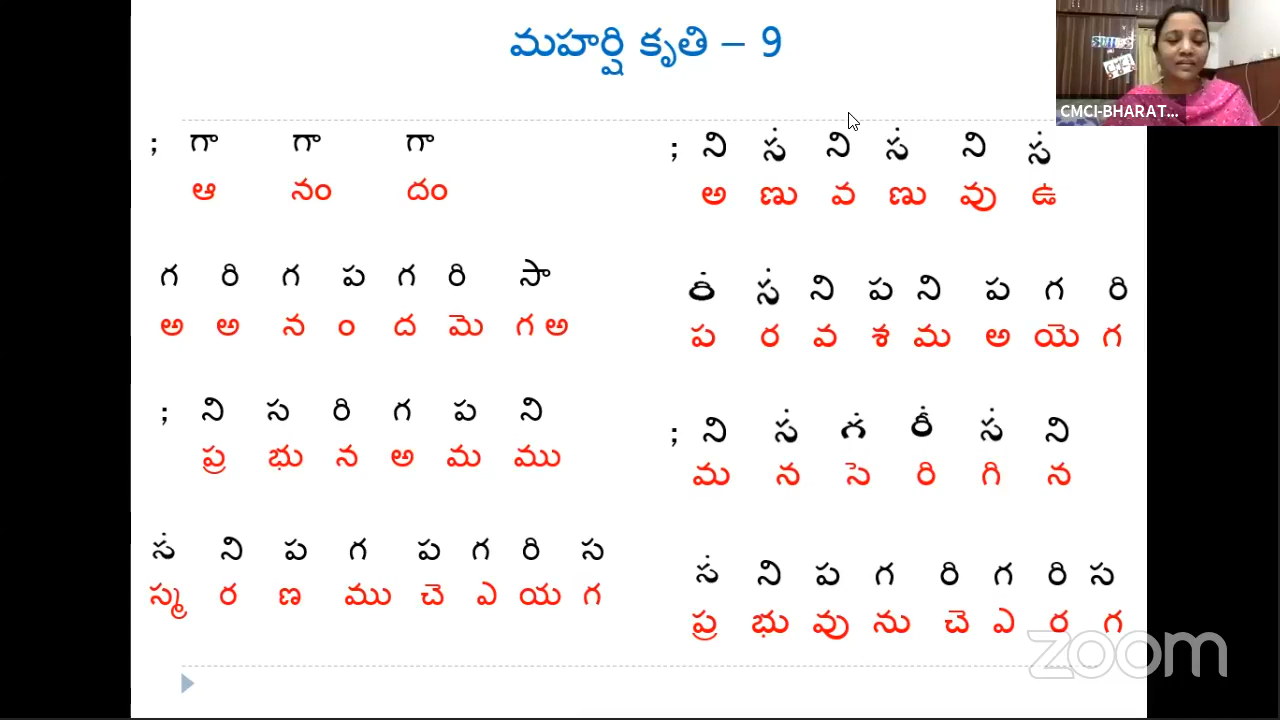 మహర్షి కృతి – 9
CMCI-BHARAT...
; గా గా గా
ఆ నం దం
గ రి గ ప గ రి సా
అ అ న ం ద మె గ అ
; ని స రి గ ప ని
ప్ర భు న అ మ ము
స˙ ని ప గ ప గ రి స
స్మ ర ణ ము చె ఎ య గ
; ని స˙ ని స˙ ని స˙
అ ణు వ ణు వు ఉ
రి˙ స˙ ని ప ని ప గ రి
ప ర వ శ మ అ యె గ
; ని స˙ గ˙ రి˙ స˙ ని
మ న సె రి గి న
స˙ ని ప గ రి గ రి స
ప్ర భు వు ను చె ఎ ర గ
zoom